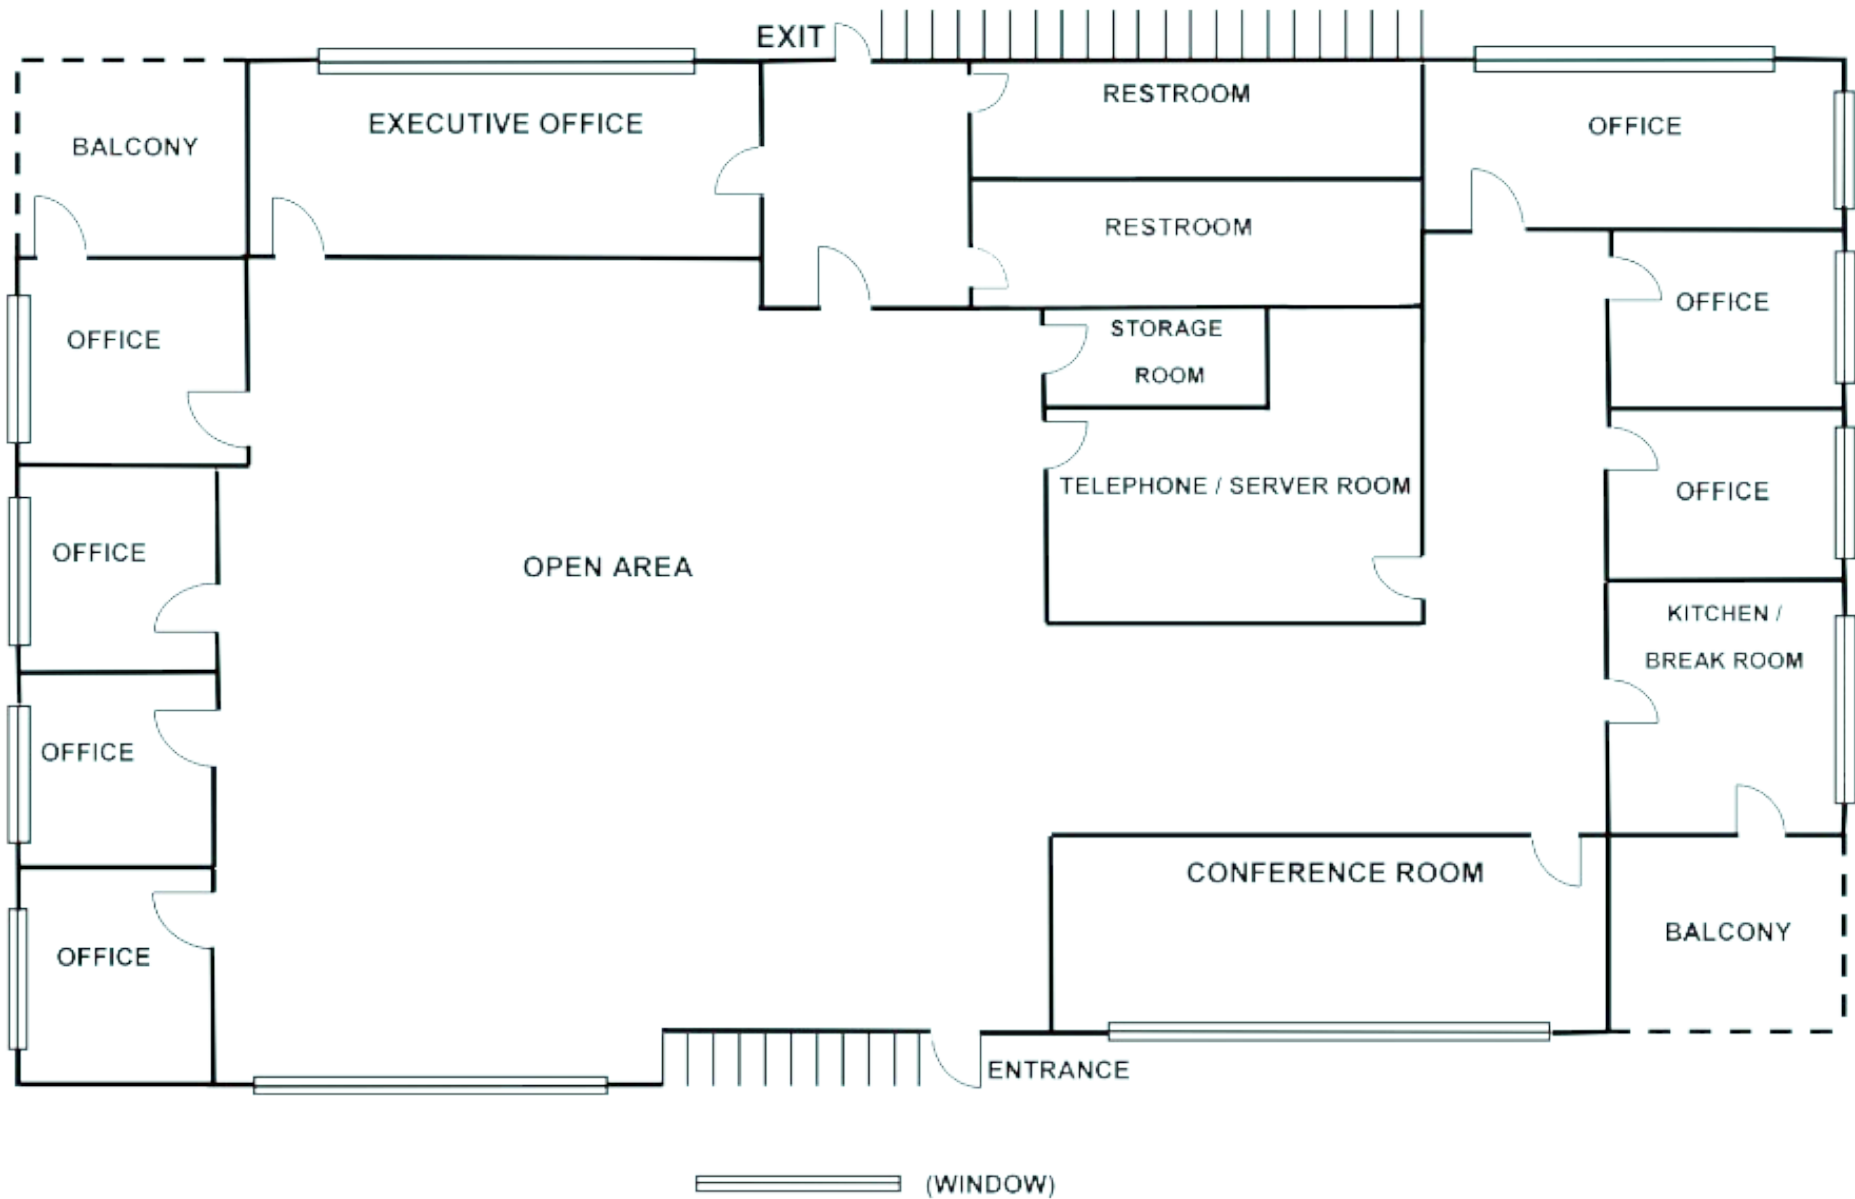 EXIT
RESTROOM
EXECUTIVE OFFICE
OFFICE
BALCONY
RESTROOM
OFFICE
OFFICE
STORAGE
ROOM
TELEPHONE / SERVER ROOM
OFFICE
OFFICE
OPEN AREA
KITCHEN /
BREAK ROOM
OFFICE
CONFERENCE ROOM
BALCONY
OFFICE
ENTRANCE
(WINDOW)